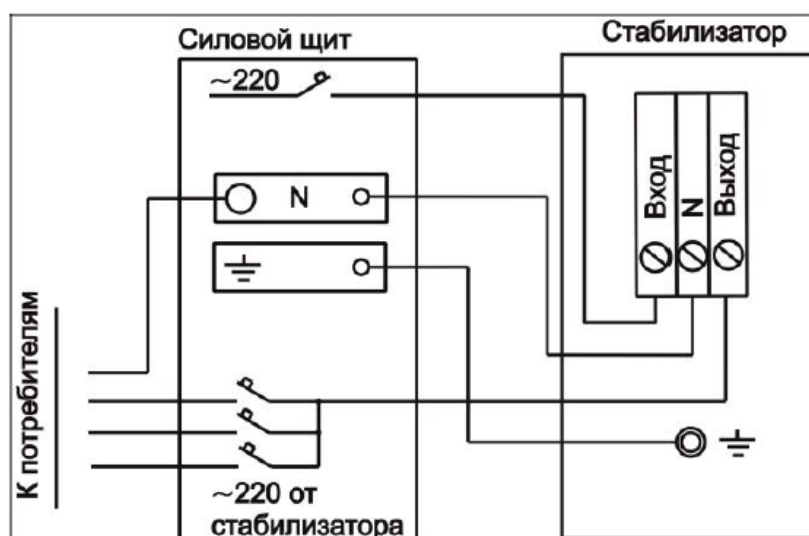 Силовой щит
Стабилизатор
~220
Вход
N
Выход
N
К потребителям
~220 от
стабилизатора